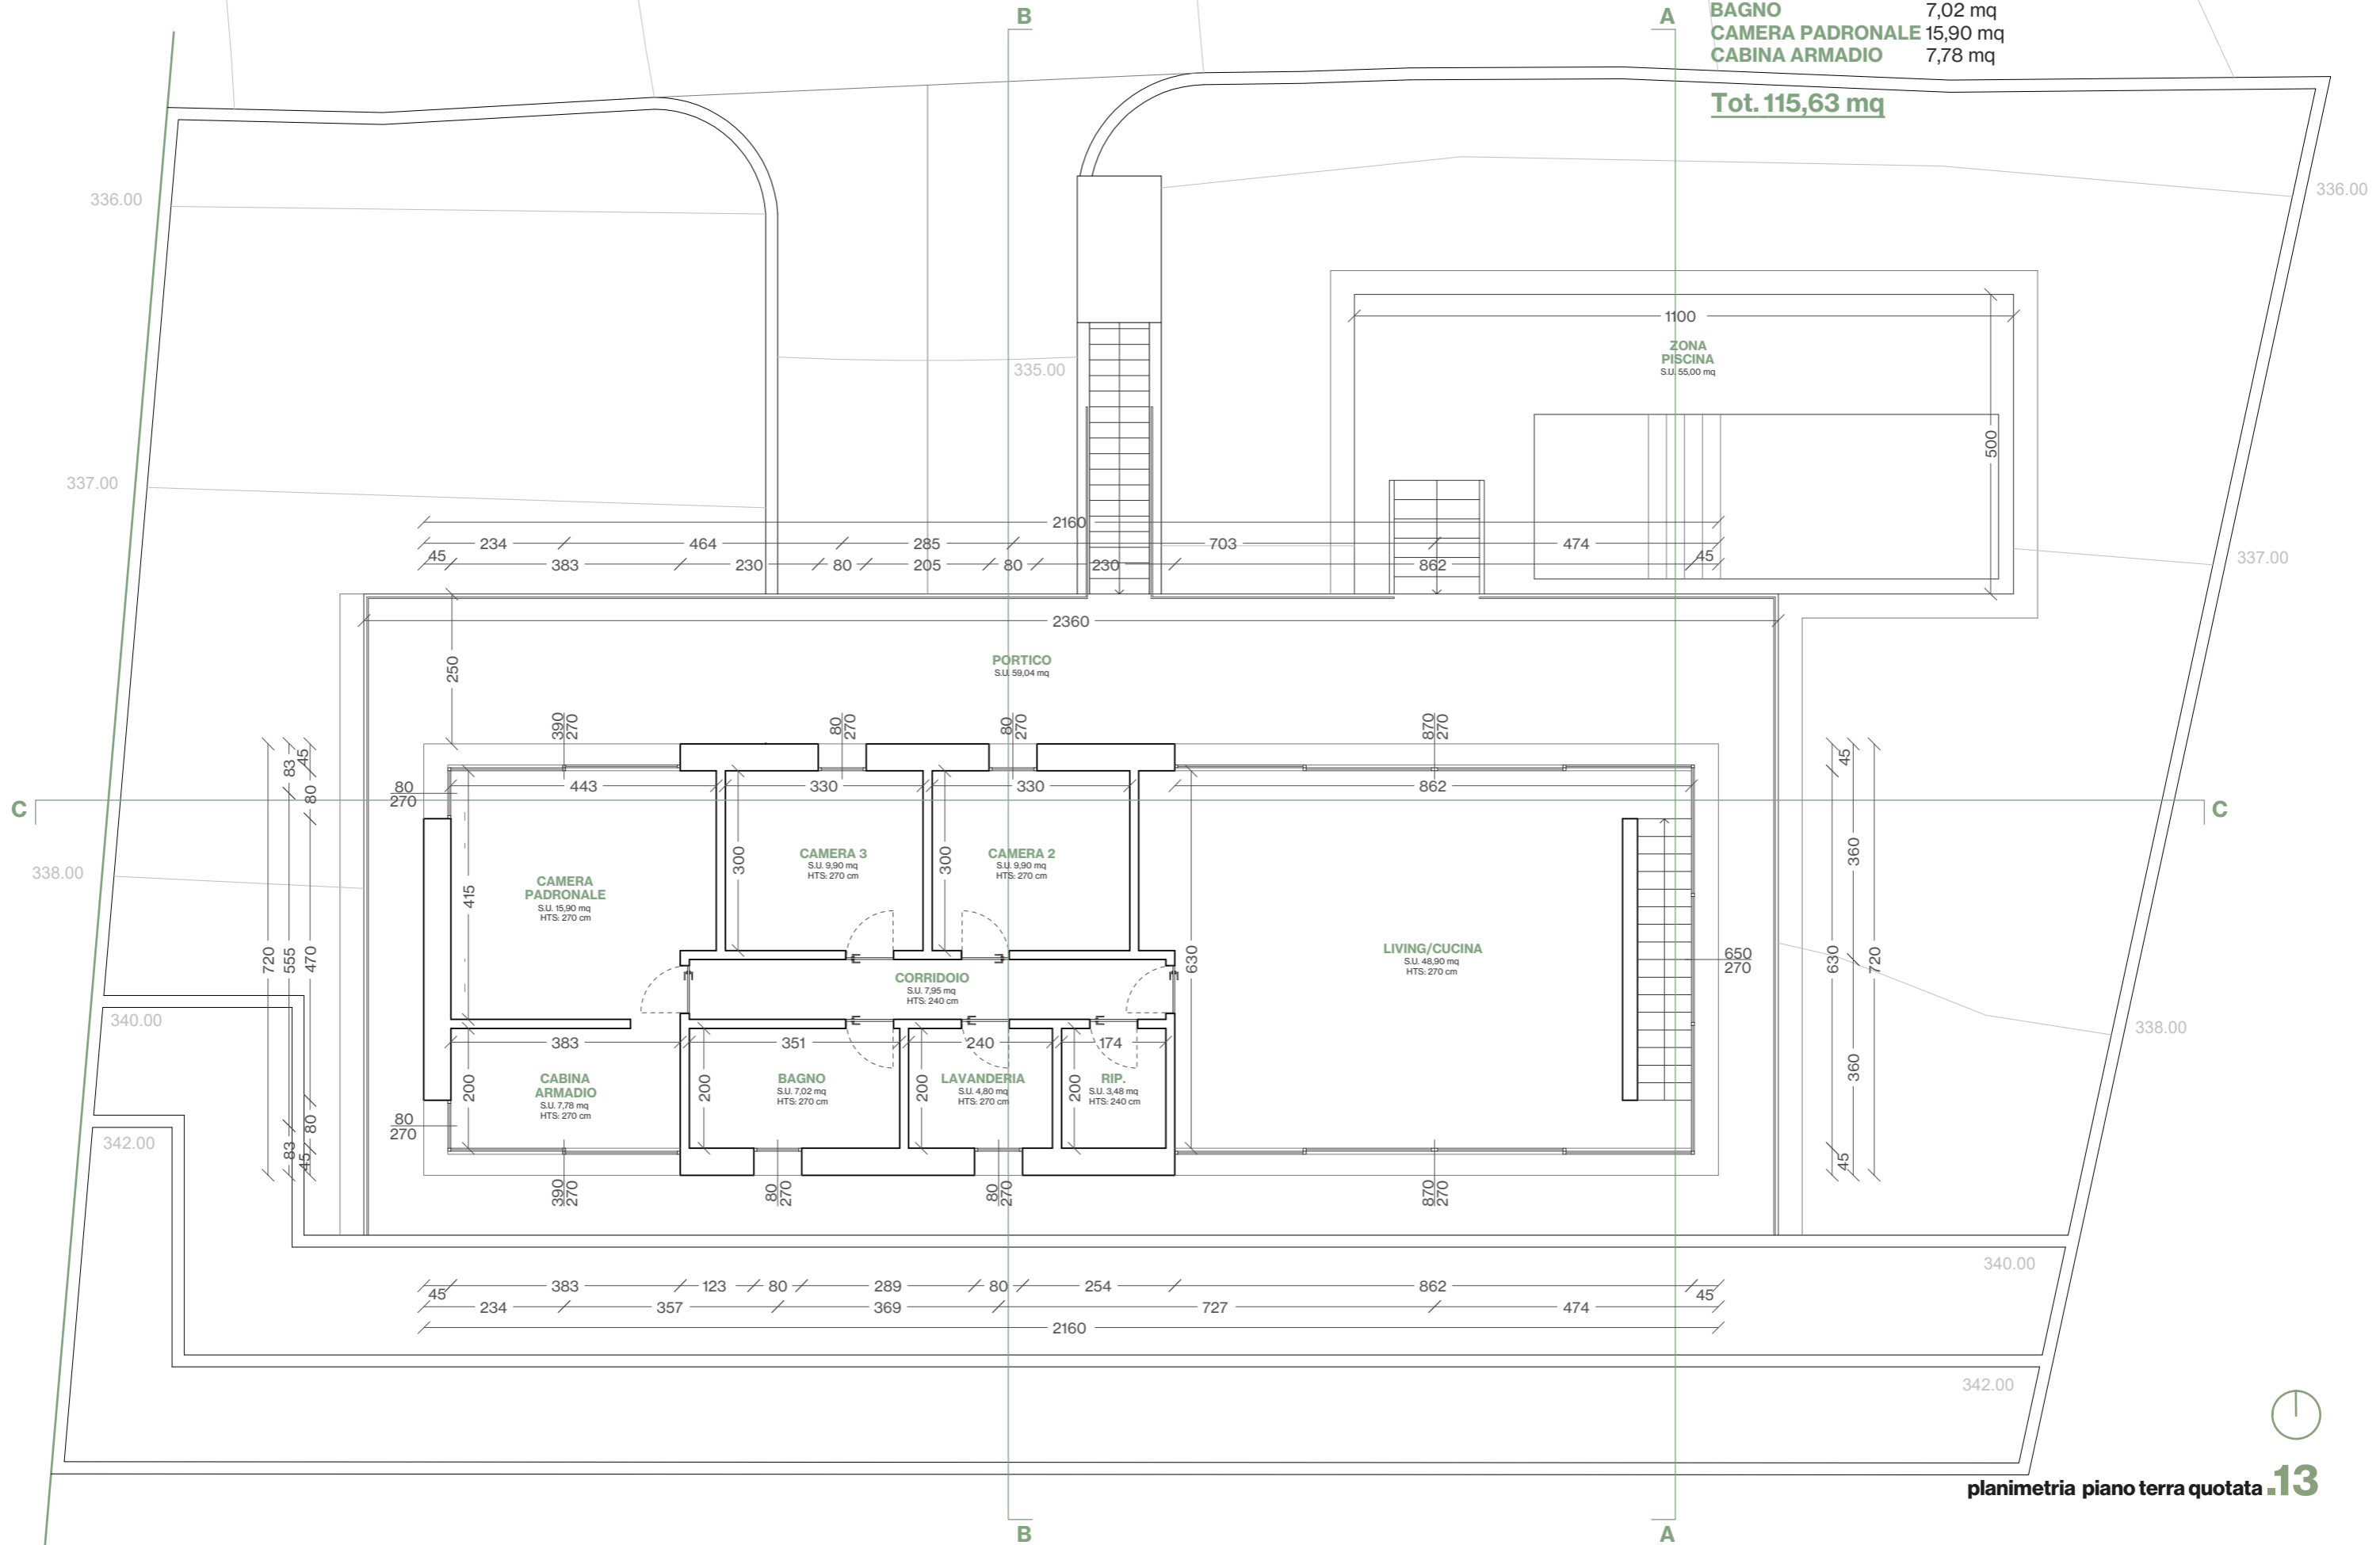 B
A
BAGNO 7,02 mq
CAMERA PADRONALE 15,90 mq
CABINA ARMADIO 7,78 mq
Tot. 115,63 mq
336.00
336.00
335.00
1100
ZONA
PISCINA
S.U. 55,00 mq
500
337.00
337.00
2160
234 464 285 703 474
45 383 230 80 205 80 230 862 45
2360
250
PORTICO
S.U. 59,04 mq
390
270
80
270
80
270
870
270
83 45
80
80
270
443 330 330 862
45
C
C
300
300
360
CAMERA 3
S.U. 9,90 mq
HTS: 270 cm
CAMERA 2
S.U. 9,90 mq
HTS: 270 cm
338.00
CAMERA
PADRONALE
S.U. 15,90 mq
HTS: 270 cm
415
720 555 470
630
LIVING/CUCINA
S.U. 48,90 mq
HTS: 270 cm
650
270
630 720
CORRIDOIO
S.U. 7,95 mq
HTS: 240 cm
340.00
338.00
383 351 240 174
360
200
200
200
200
CABINA
ARMADIO
S.U. 7,78 mq
HTS: 270 cm
BAGNO
S.U. 7,02 mq
HTS: 270 cm
LAVANDERIA
S.U. 4,80 mq
HTS: 270 cm
RIP.
S.U. 3,48 mq
HTS: 240 cm
80
270
342.00
80
83 45
45
390
270
80
270
80
270
870
270
340.00
45 383 123 80 289 80 254 862 45
234 357 369 727 474
2160
342.00
planimetria piano terra quotata .13
B
A